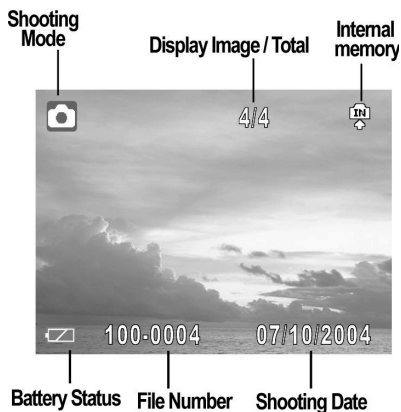 Shooting
Mode
Display Image / Total
Internal
memory
4/4
IN
100-0004
07/10/2004
Battery Status
File Number
Shooting Date